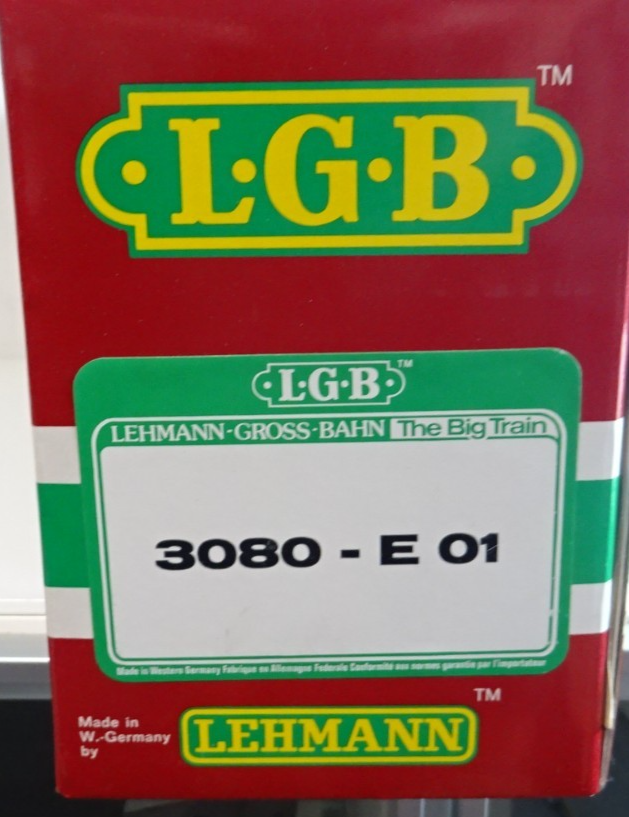 L·G·B
TM
·L·G·B·
TM
LEHMANN-GROSS-BAHN The Big Train
3080 - E 01
Made in Western Germany Fabriqué en Allemagne Fédérale Conformité aux normes garantie par l'importateur
TM
Made in
W.-Germany
by
LEHMANN